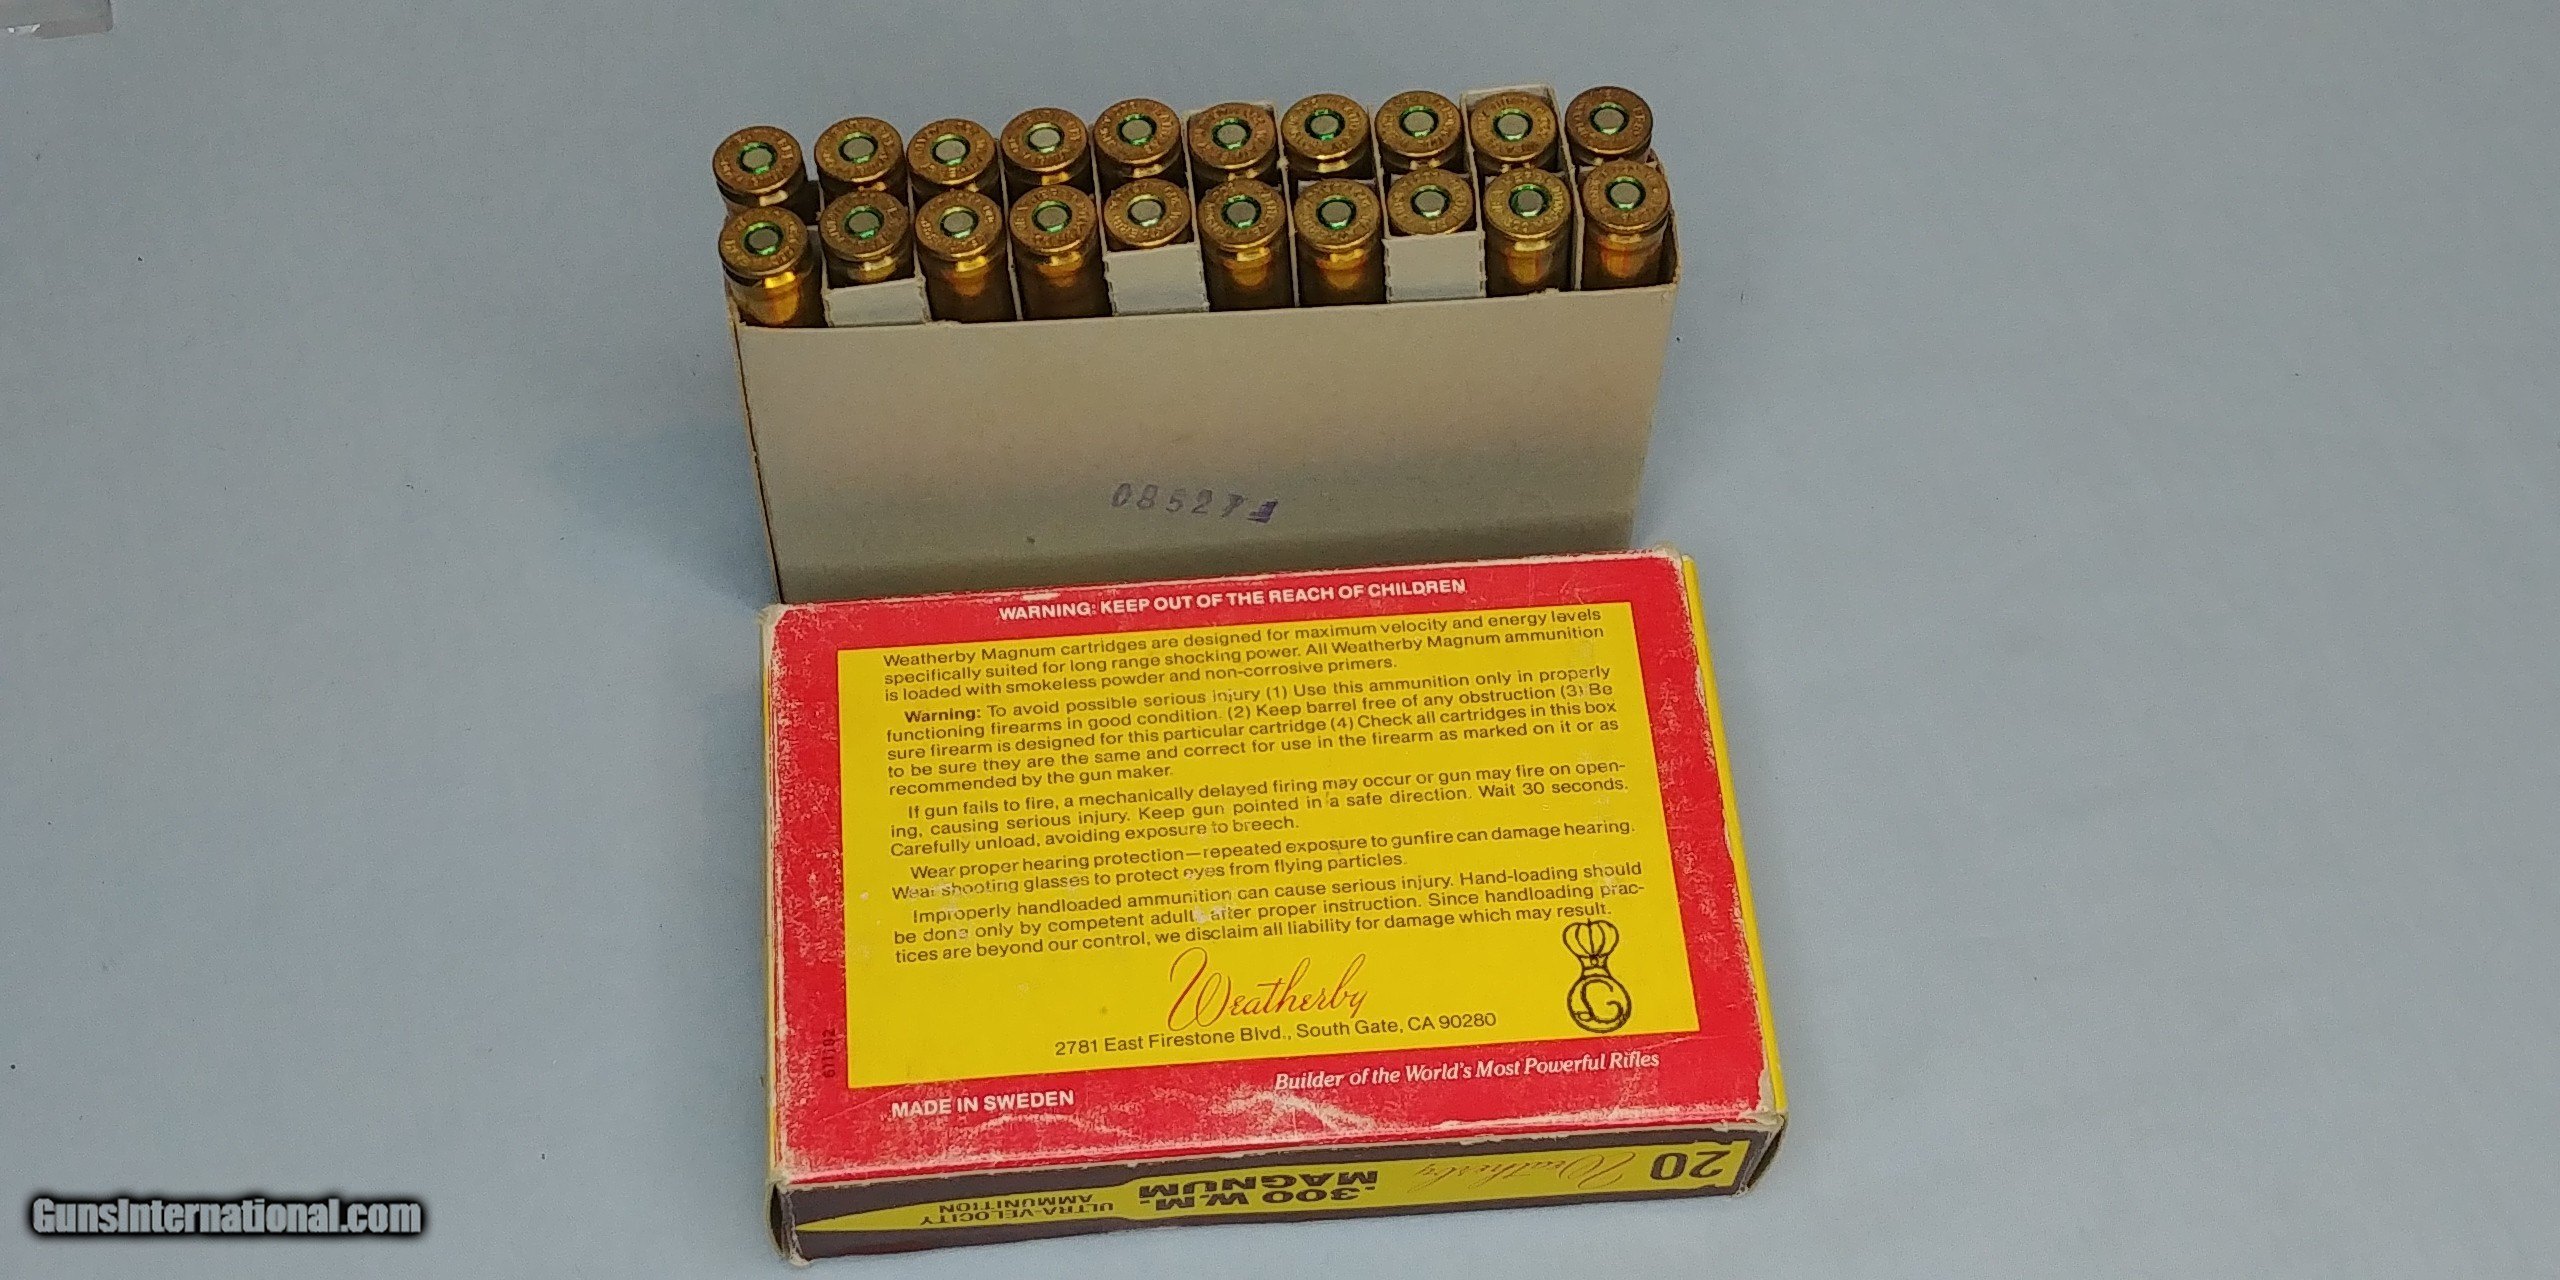 08527
WARNING: KEEP OUT OF THE REACH OF CHILDREN
Weatherby Magnum cartridges are designed for maximum velocity and energy levels
specifically suited for long range shocking power. All Weatherby Magnum ammunition
is loaded with smokeless powder and non-corrosive primers.
Warning: To avoid possible serious injury (1) Use this ammunition only in properly
functioning firearms in good condition. (2) Keep barrel free of any obstruction (3) Be
sure firearm is designed for this particular cartridge (4) Check all cartridges in this box
to be sure they are the same and correct for use in the firearm as marked on it or as
recommended by the gun maker.
If gun fails to fire, a mechanically delayed firing may occur or gun may fire on open-
ing, causing serious injury. Keep gun pointed in a safe direction. Wait 30 seconds.
Carefully unload, avoiding exposure to breech.
Wear proper hearing protection—repeated exposure to gunfire can damage hearing.
Wear shooting glasses to protect eyes from flying particles.
Improperly handloaded ammunition can cause serious injury. Hand-loading should
be done only by competent adults after proper instruction. Since handloading prac-
tices are beyond our control, we disclaim all liability for damage which may result.
Weatherby
2781 East Firestone Blvd., South Gate, CA 90280
LG
677192
Builder of the World's Most Powerful Rifles
MADE IN SWEDEN
20
Weatherby
.300 W.M.
MAGNUM
ULTRA-VELOCITY
AMMUNITION
GunsInternational.com